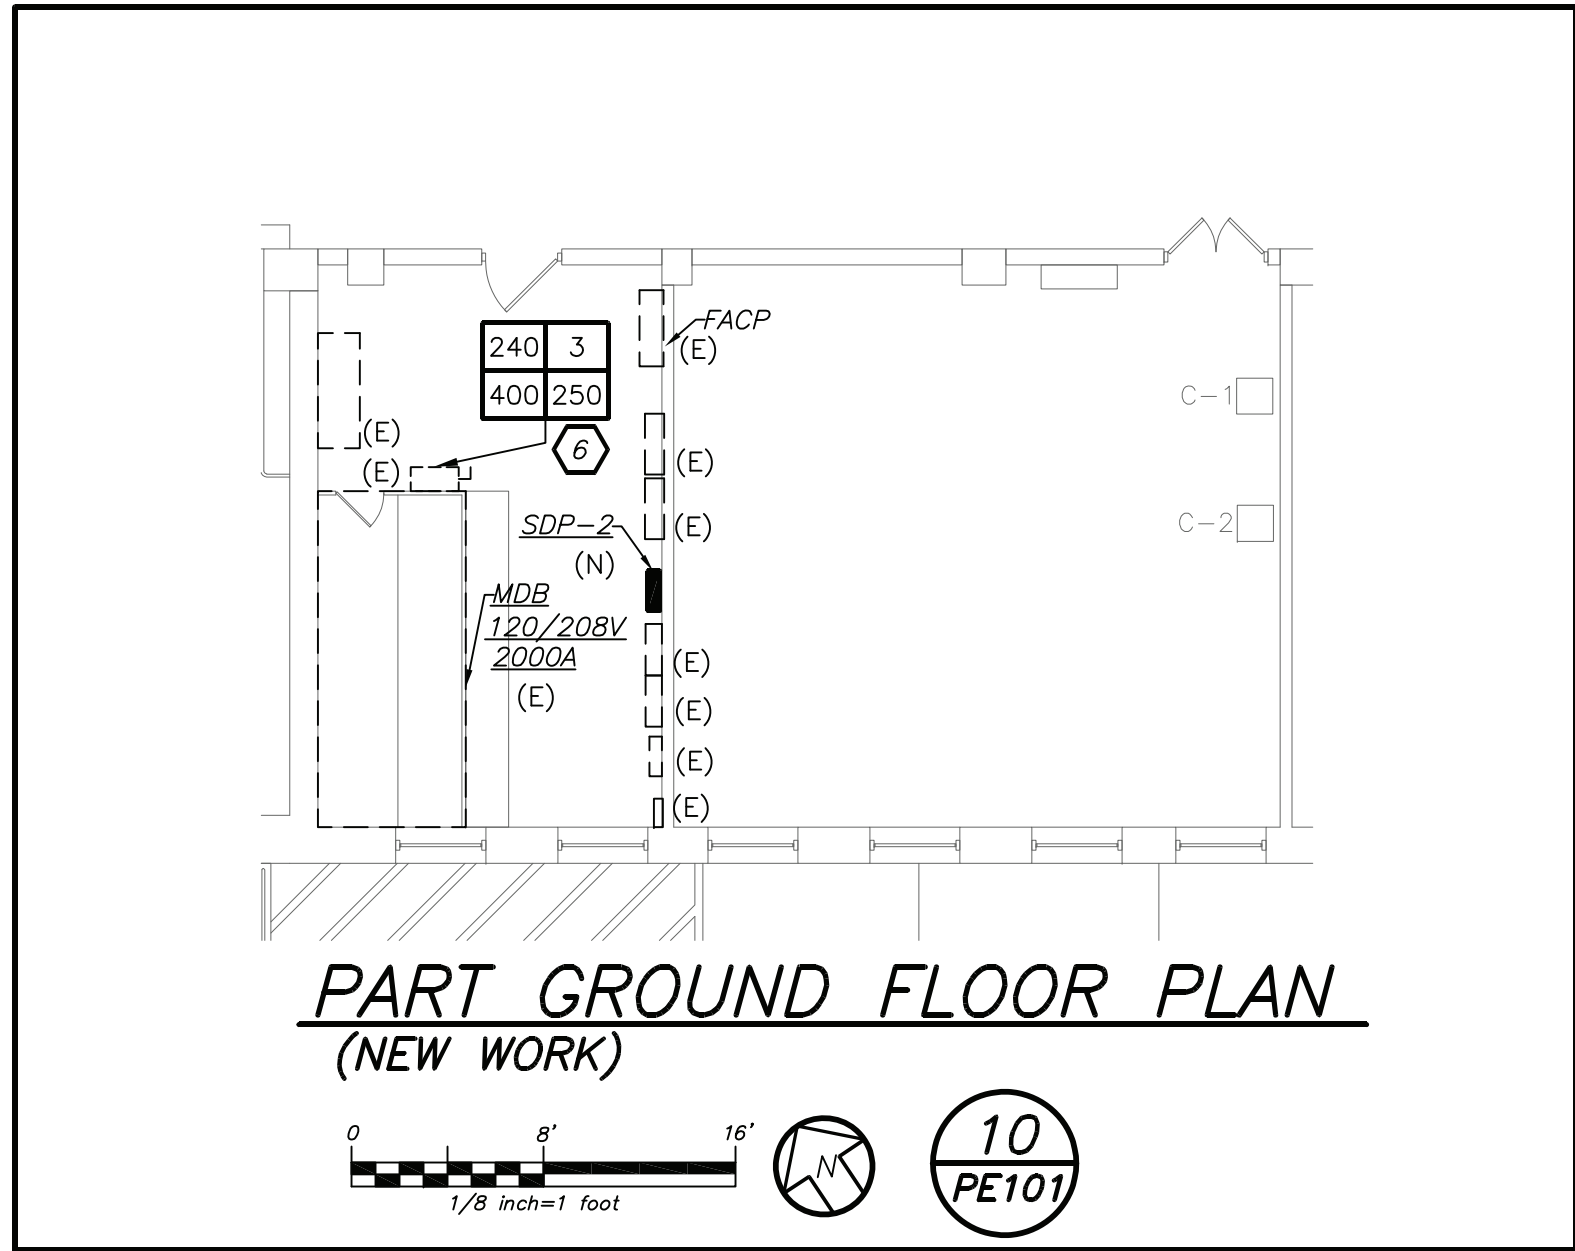 FACP
(E)
240 3
400 250
6
C-1
(E)
(E)
(E)
(E)
SDP-2
(N)
C-2
MDB
120/208V
2000A
(E)
(E)
(E)
(E)
(E)
PART GROUND FLOOR PLAN
(NEW WORK)
0 8' 16'
1/8 inch=1 foot
N
10
PE101